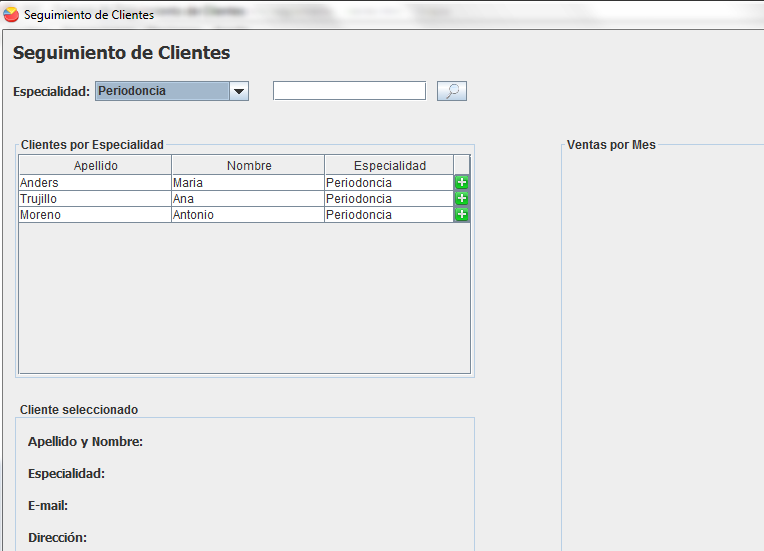 Seguimiento de Clientes
Seguimiento de Clientes
Especialidad: Periodoncia
Clientes por Especialidad
Apellido Nombre Especialidad
Anders Maria Periodoncia
Trujillo Ana Periodoncia
Moreno Antonio Periodoncia
Ventas por Mes
Cliente seleccionado
Apellido y Nombre:
Especialidad:
E-mail:
Dirección: